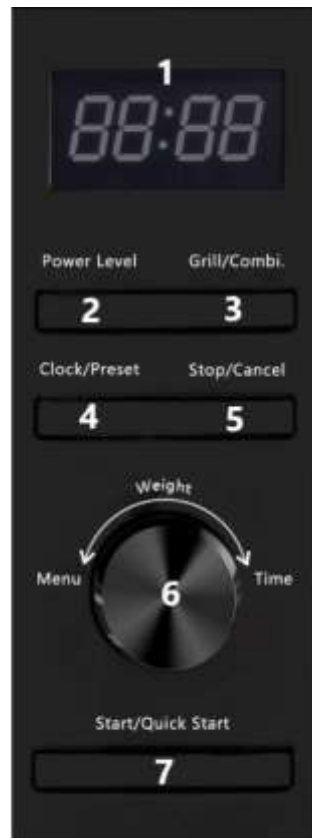 1
88:88
Power Level Grill/Combi.
2 3
Clock/Preset Stop/Cancel
4 5
Weight
Menu 6 Time
Start/Quick Start
7